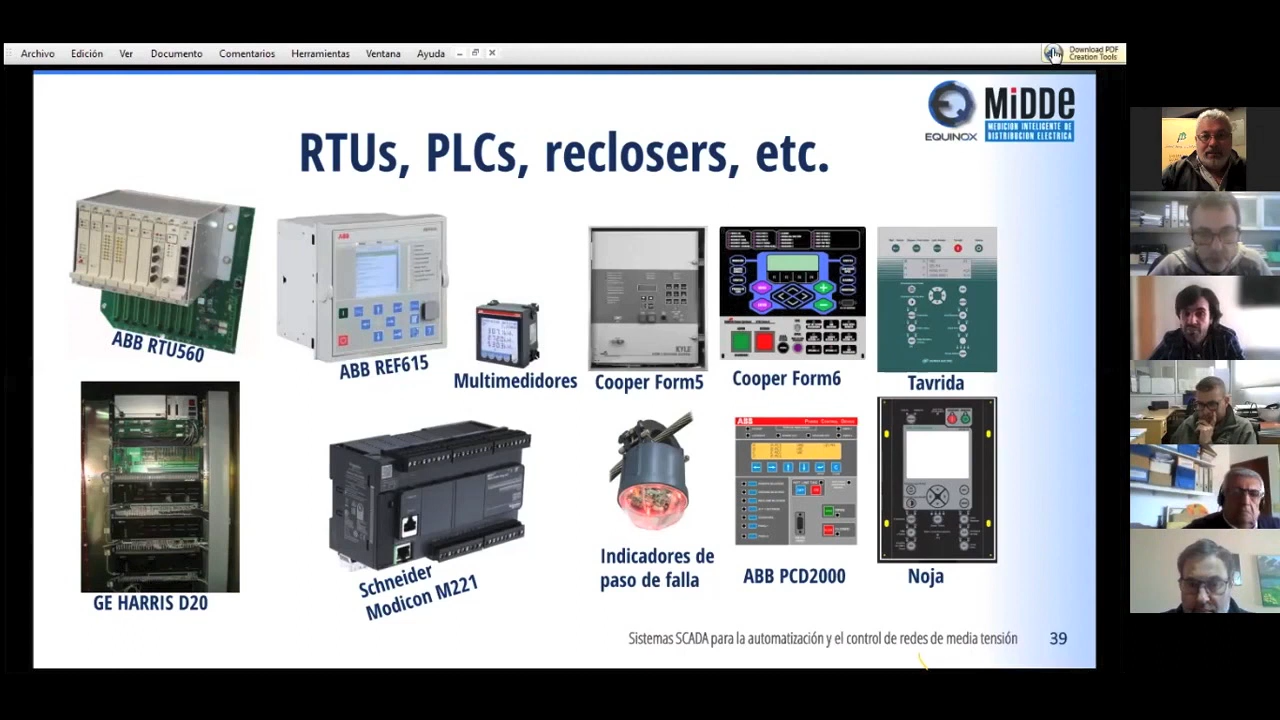 Archivo Edición Ver Documento Comentarios Herramientas Ventana Ayuda
Download PDF
Creation Tools
EQUINOX
MiDDE
MEDICION INTELIGENTE DE
DISTRIBUCION ELECTRICA
RTUs, PLCs, reclosers, etc.
ABB
KYLE
ABB RTU560
ABB REF615
Multimedidores
Cooper Form5
Cooper Form6
Tavrida
ABB
GE HARRIS D20
Schneider
Modicon M221
Indicadores de
paso de falla
ABB PCD2000
Noja
Sistemas SCADA para la automatización y el control de redes de media tensión
39